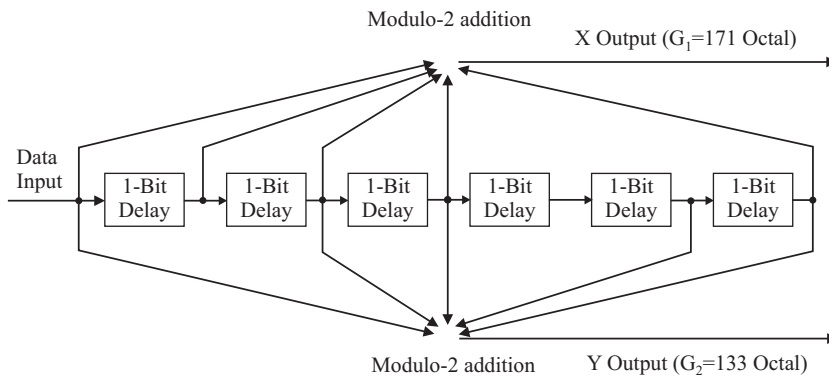 Modulo-2 addition
X Output (G₁=171 Octal)
Data
Input
1-Bit
Delay
1-Bit
Delay
1-Bit
Delay
1-Bit
Delay
1-Bit
Delay
1-Bit
Delay
Modulo-2 addition
Y Output (G₂=133 Octal)